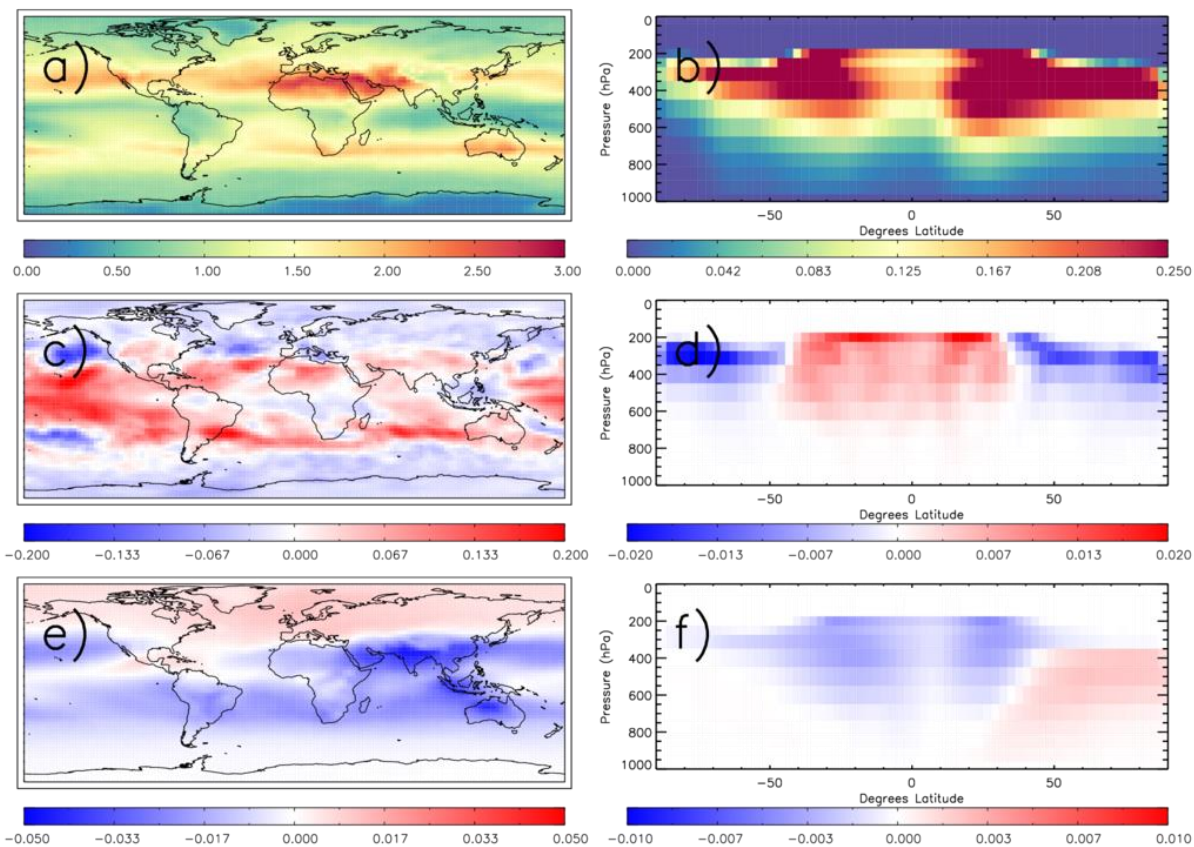 a)
0.00 0.50 1.00 1.50 2.00 2.50 3.00
b)
Pressure (hPa)
0
200
400
600
800
1000
−50 0 50
Degrees Latitude
0.000 0.042 0.083 0.125 0.167 0.208 0.250
c)
−0.200 −0.133 −0.067 0.000 0.067 0.133 0.200
d)
Pressure (hPa)
0
200
400
600
800
1000
−50 0 50
Degrees Latitude
−0.020 −0.013 −0.007 0.000 0.007 0.013 0.020
e)
−0.050 −0.033 −0.017 0.000 0.017 0.033 0.050
f)
Pressure (hPa)
0
200
400
600
800
1000
−50 0 50
Degrees Latitude
−0.010 −0.007 −0.003 0.000 0.003 0.007 0.010